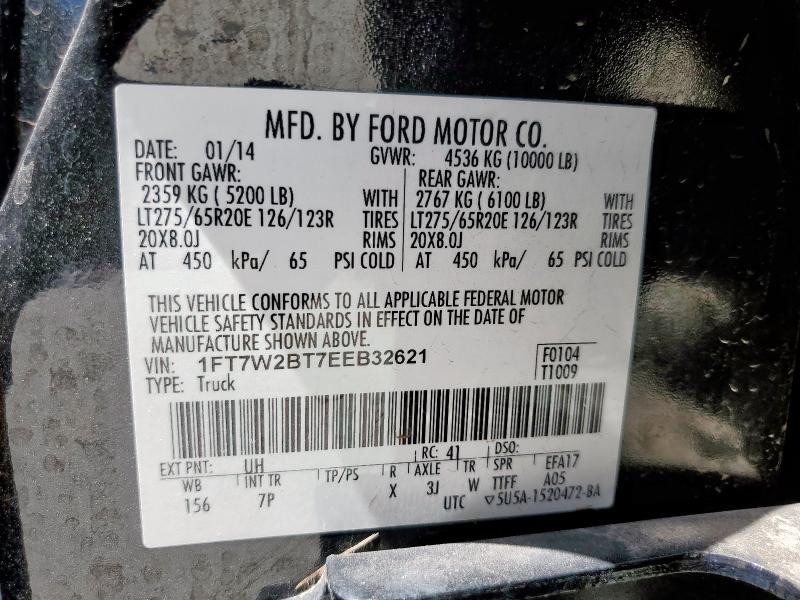 MFD. BY FORD MOTOR CO.
DATE: 01/14 GVWR: 4536 KG (10000 LB)
FRONT GAWR: REAR GAWR:
2359 KG ( 5200 LB) WITH 2767 KG ( 6100 LB) WITH
LT275/65R20E 126/123R TIRES LT275/65R20E 126/123R TIRES
20X8.0J RIMS 20X8.0J RIMS
AT 450 kPa/ 65 PSI COLD AT 450 kPa/ 65 PSI COLD
THIS VEHICLE CONFORMS TO ALL APPLICABLE FEDERAL MOTOR
VEHICLE SAFETY STANDARDS IN EFFECT ON THE DATE OF
MANUFACTURE SHOWN ABOVE.
VIN: 1FT7W2BT7EEB32621 F0104
TYPE: Truck T1009
EXT PNT: UH RC: 41 DSO:
WB INT TR TP/PS R AXLE TR SPR EFA17
156 7P X 3J W TTFF A05
UTC ▽5U5A-1520472-BA